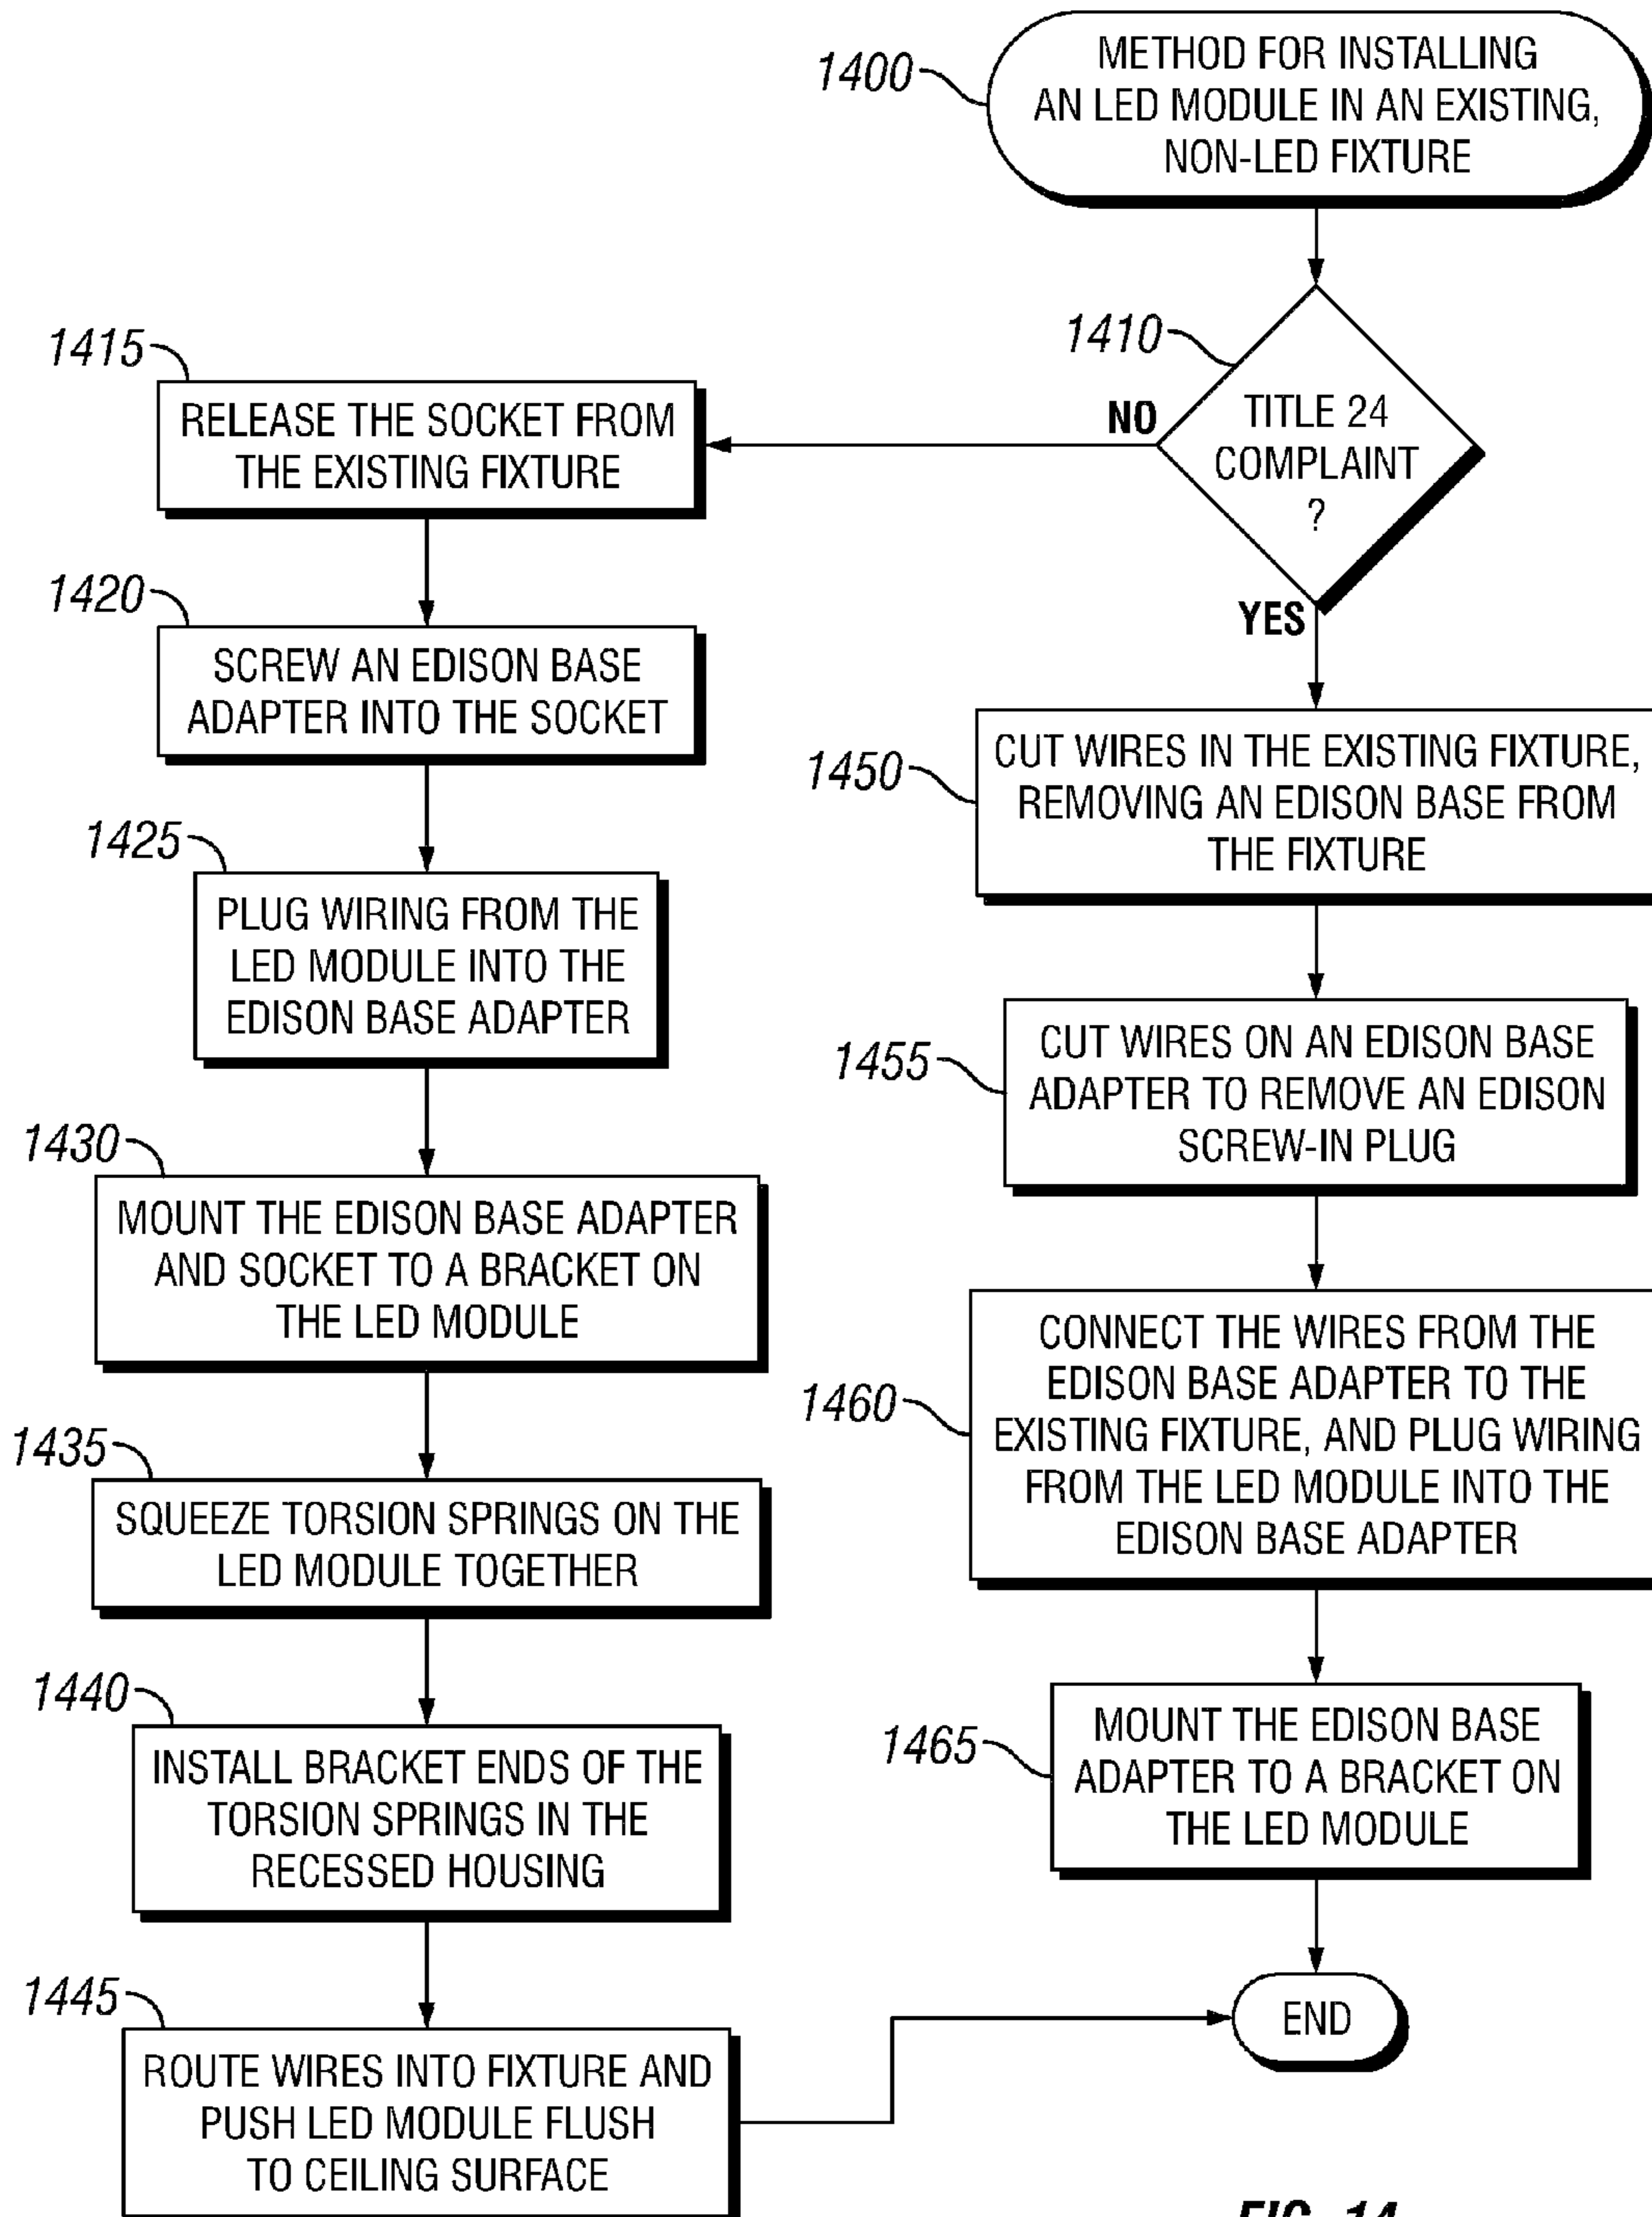 1400
METHOD FOR INSTALLING
AN LED MODULE IN AN EXISTING,
NON-LED FIXTURE
1410
TITLE 24
COMPLAINT
?
NO
YES
1415
RELEASE THE SOCKET FROM
THE EXISTING FIXTURE
1420
SCREW AN EDISON BASE
ADAPTER INTO THE SOCKET
1425
PLUG WIRING FROM THE
LED MODULE INTO THE
EDISON BASE ADAPTER
1430
MOUNT THE EDISON BASE ADAPTER
AND SOCKET TO A BRACKET ON
THE LED MODULE
1435
SQUEEZE TORSION SPRINGS ON THE
LED MODULE TOGETHER
1440
INSTALL BRACKET ENDS OF THE
TORSION SPRINGS IN THE
RECESSED HOUSING
1445
ROUTE WIRES INTO FIXTURE AND
PUSH LED MODULE FLUSH
TO CEILING SURFACE
1450
CUT WIRES IN THE EXISTING FIXTURE,
REMOVING AN EDISON BASE FROM
THE FIXTURE
1455
CUT WIRES ON AN EDISON BASE
ADAPTER TO REMOVE AN EDISON
SCREW-IN PLUG
1460
CONNECT THE WIRES FROM THE
EDISON BASE ADAPTER TO THE
EXISTING FIXTURE, AND PLUG WIRING
FROM THE LED MODULE INTO THE
EDISON BASE ADAPTER
1465
MOUNT THE EDISON BASE
ADAPTER TO A BRACKET ON
THE LED MODULE
END
FIG. 14